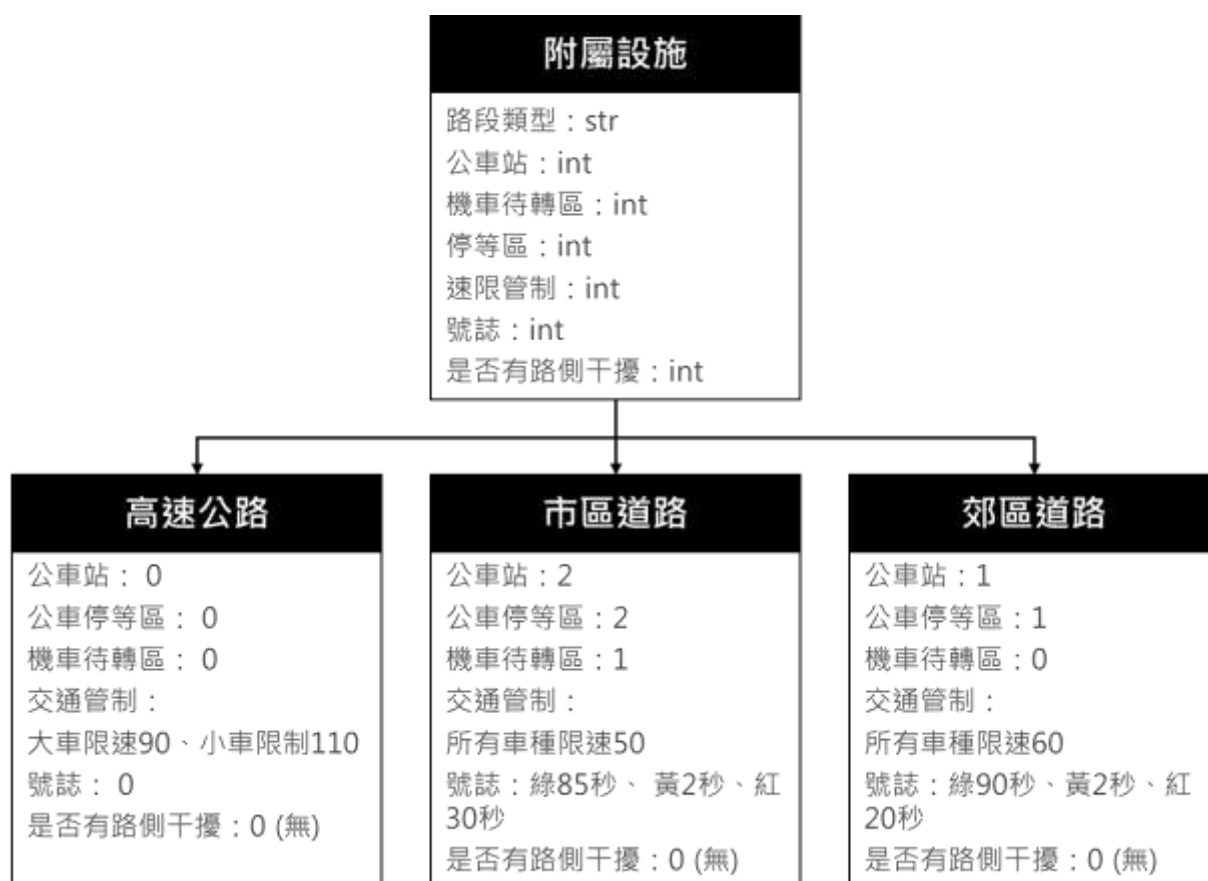 附屬設施
路段類型：str
公車站：int
機車待轉區：int
停等區：int
速限管制：int
號誌：int
是否有路側干擾：int
高速公路
公車站： 0
公車停等區： 0
機車待轉區： 0
交通管制：
大車限速90、小車限制110
號誌： 0
是否有路側干擾：0 (無)
市區道路
公車站：2
公車停等區：2
機車待轉區：1
交通管制：
所有車種限速50
號誌：綠85秒、 黃2秒、紅
30秒
是否有路側干擾：0 (無)
郊區道路
公車站：1
公車停等區：1
機車待轉區：0
交通管制：
所有車種限速60
號誌：綠90秒、黃2秒、紅
20秒
是否有路側干擾：0 (無)